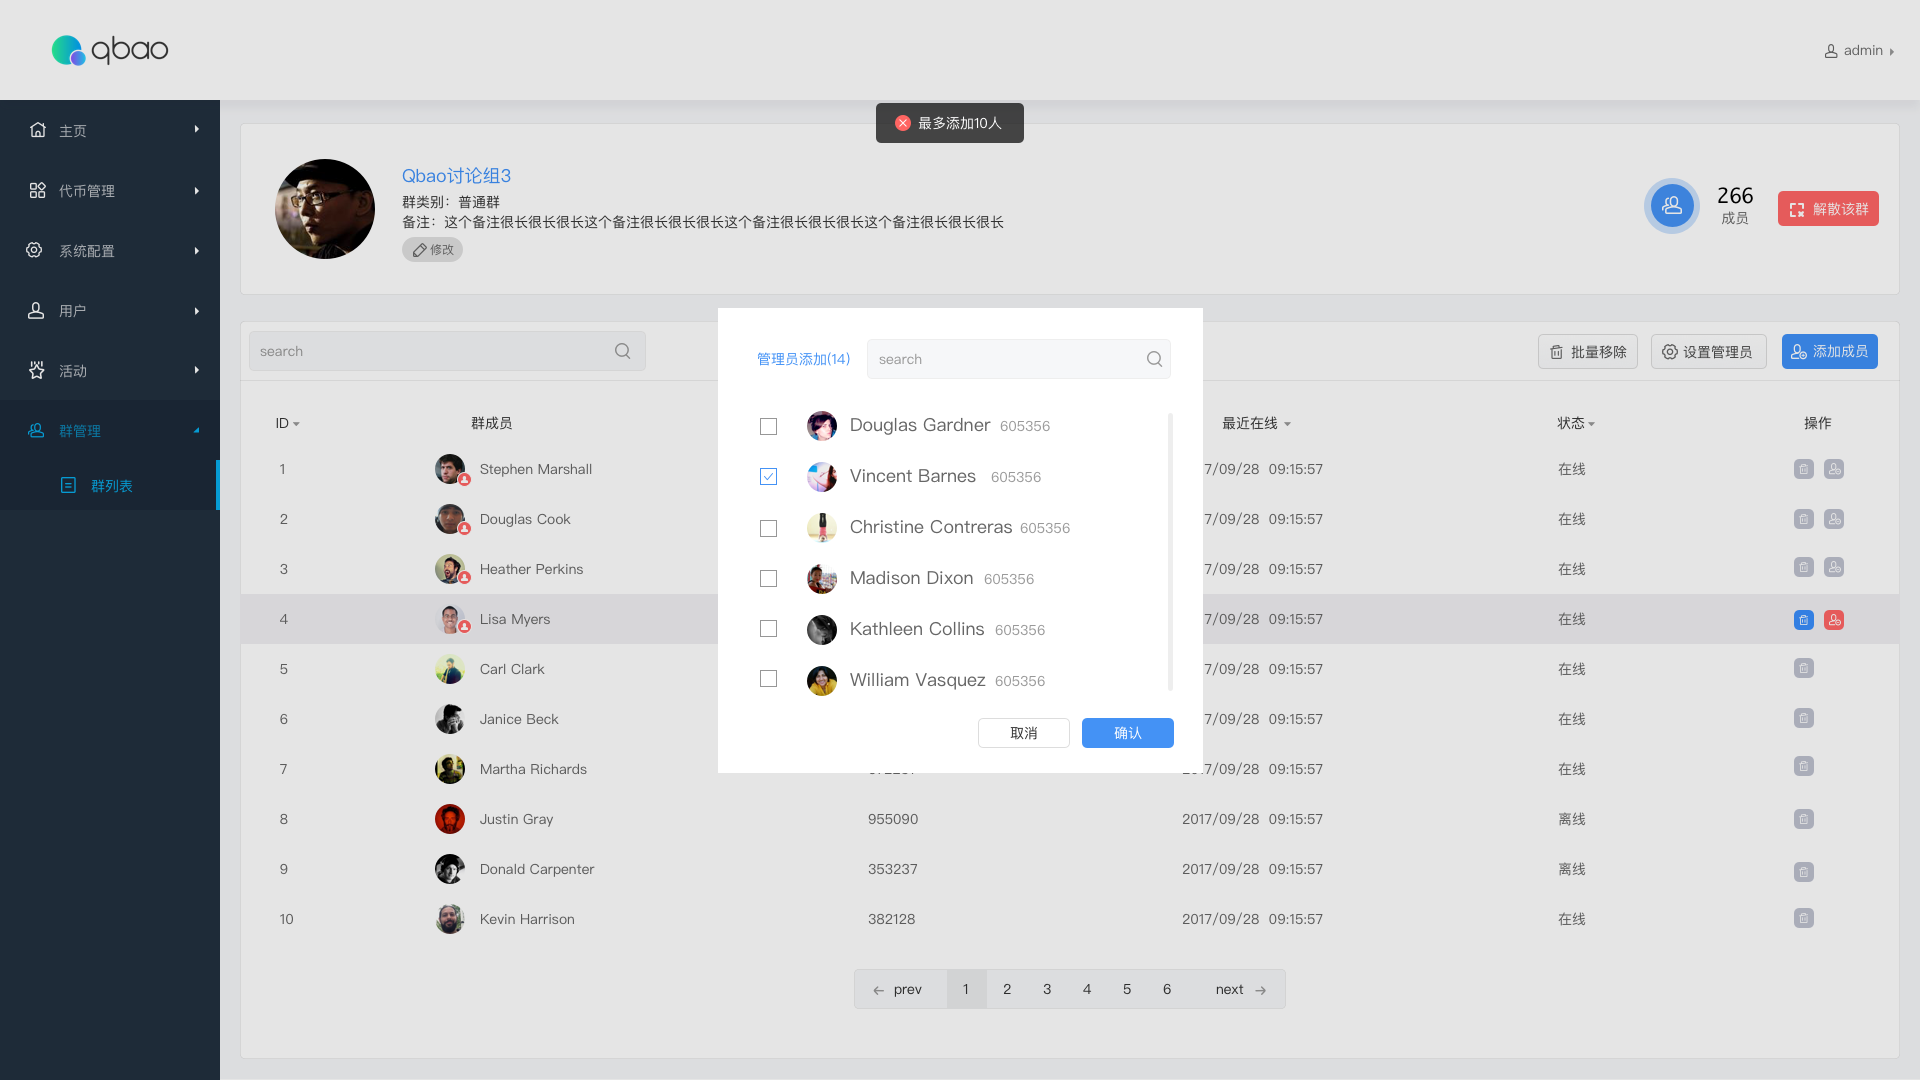 qbao
admin
最多添加10人
主页
代币管理
系统配置
用户
活动
群管理
群列表
Qbao讨论组3
群类别：普通群
备注：这个备注很长很长很长这个备注很长很长很长这个备注很长很长很长这个备注很长很长很长
修改
266
成员
解散该群
search
批量移除
设置管理员
添加成员
管理员添加(14)
search
Douglas Gardner 605356
Vincent Barnes 605356
Christine Contreras 605356
Madison Dixon 605356
Kathleen Collins 605356
William Vasquez 605356
取消
确认
ID 群成员 最近在线 状态 操作
1 Stephen Marshall 7/09/28 09:15:57 在线
2 Douglas Cook 7/09/28 09:15:57 在线
3 Heather Perkins 7/09/28 09:15:57 在线
4 Lisa Myers 7/09/28 09:15:57 在线
5 Carl Clark 7/09/28 09:15:57 在线
6 Janice Beck 7/09/28 09:15:57 在线
7 Martha Richards 2017/09/28 09:15:57 在线
8 Justin Gray 955090 2017/09/28 09:15:57 离线
9 Donald Carpenter 353237 2017/09/28 09:15:57 离线
10 Kevin Harrison 382128 2017/09/28 09:15:57 在线
← prev 1 2 3 4 5 6 next →